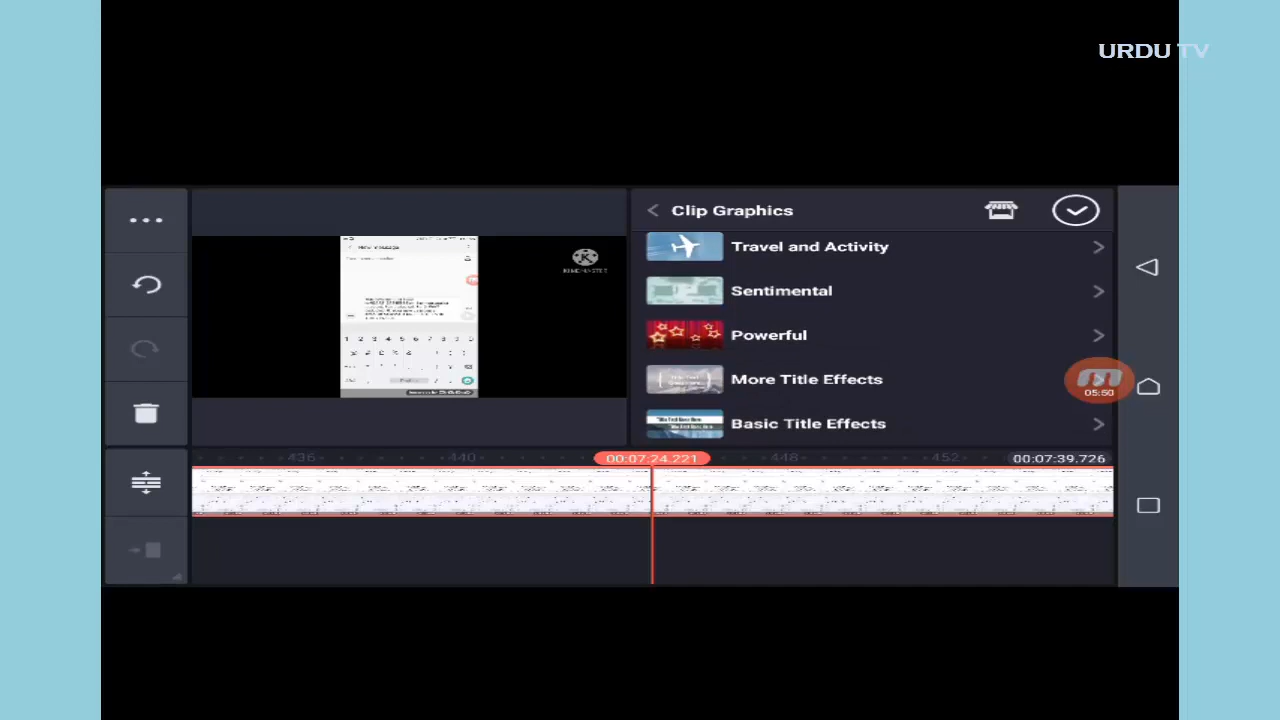 URDU TV
Clip Graphics
Travel and Activity
Sentimental
Powerful
More Title Effects
Basic Title Effects
KINEMASTER
05:50
436
440
00:07:24.221
448
452
00:07:39.726